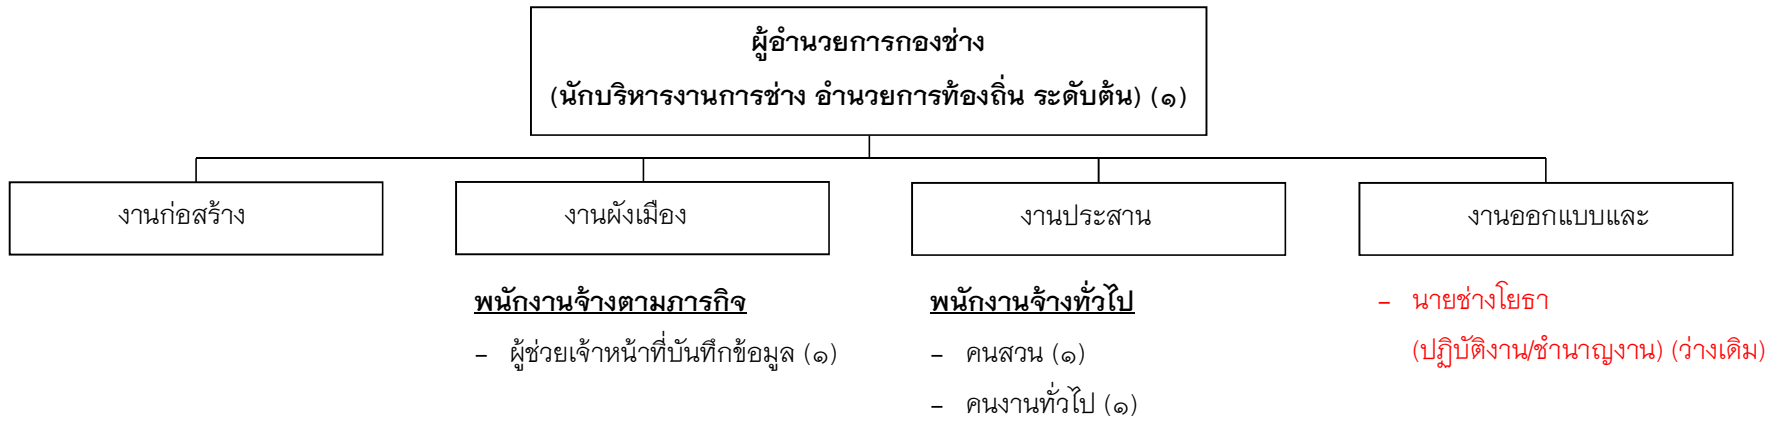 ผู้อำนวยการกองช่าง
(นักบริหารงานการช่าง อำนวยการท้องถิ่น ระดับต้น) (๑)
งานก่อสร้าง
งานผังเมือง
งานประสาน
งานออกแบบและ
พนักงานจ้างตามภารกิจ
– ผู้ช่วยเจ้าหน้าที่บันทึกข้อมูล (๑)
พนักงานจ้างทั่วไป
– คนสวน (๑)
– คนงานทั่วไป (๑)
– นายช่างโยธา
(ปฏิบัติงาน/ชำนาญงาน) (ว่างเดิม)